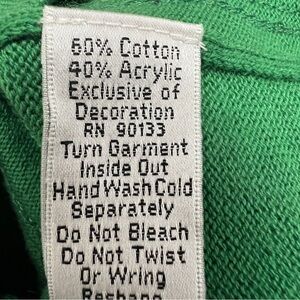 60% Cotton
40% Acrylic
Exclusive of
Decoration
RN 90133
Turn Garment
Inside Out
Hand Wash Cold
Separately
Do Not Bleach
Do Not Twist
Or Wring
Reshape